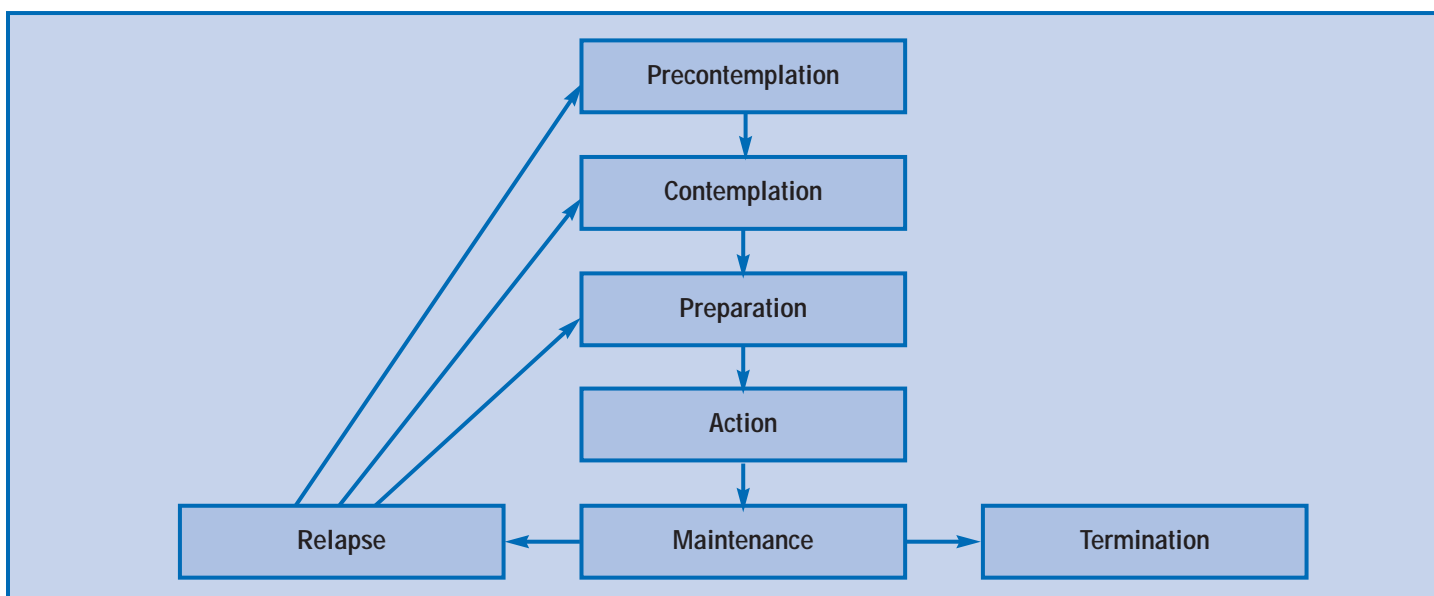 Precontemplation
Contemplation
Preparation
Action
Relapse
Maintenance
Termination